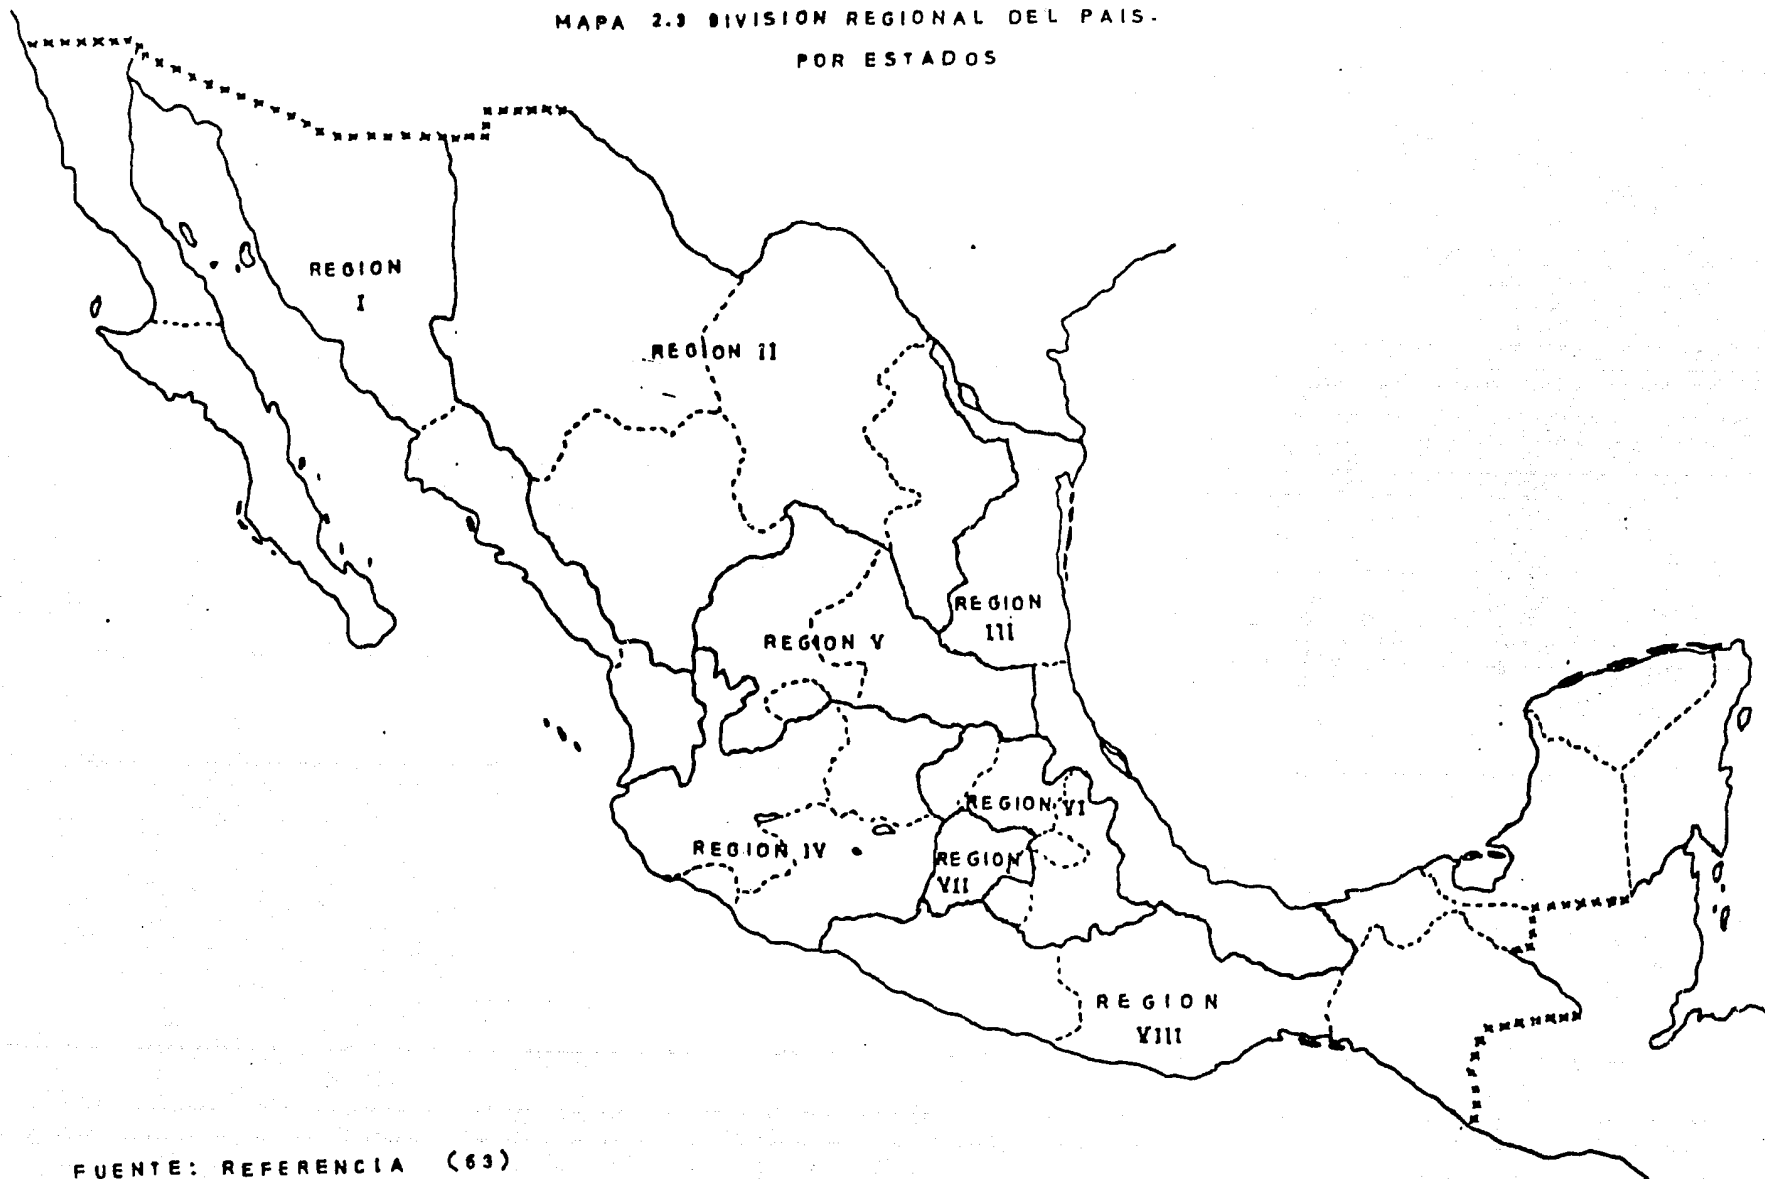 MAPA 2.3 DIVISION REGIONAL DEL PAIS.
POR ESTADOS
REGION
I
REGION II
REGION
III
REGION V
REGION VI
REGION IV
REGION
VII
REGION
VIII
FUENTE: REFERENCIA (63)